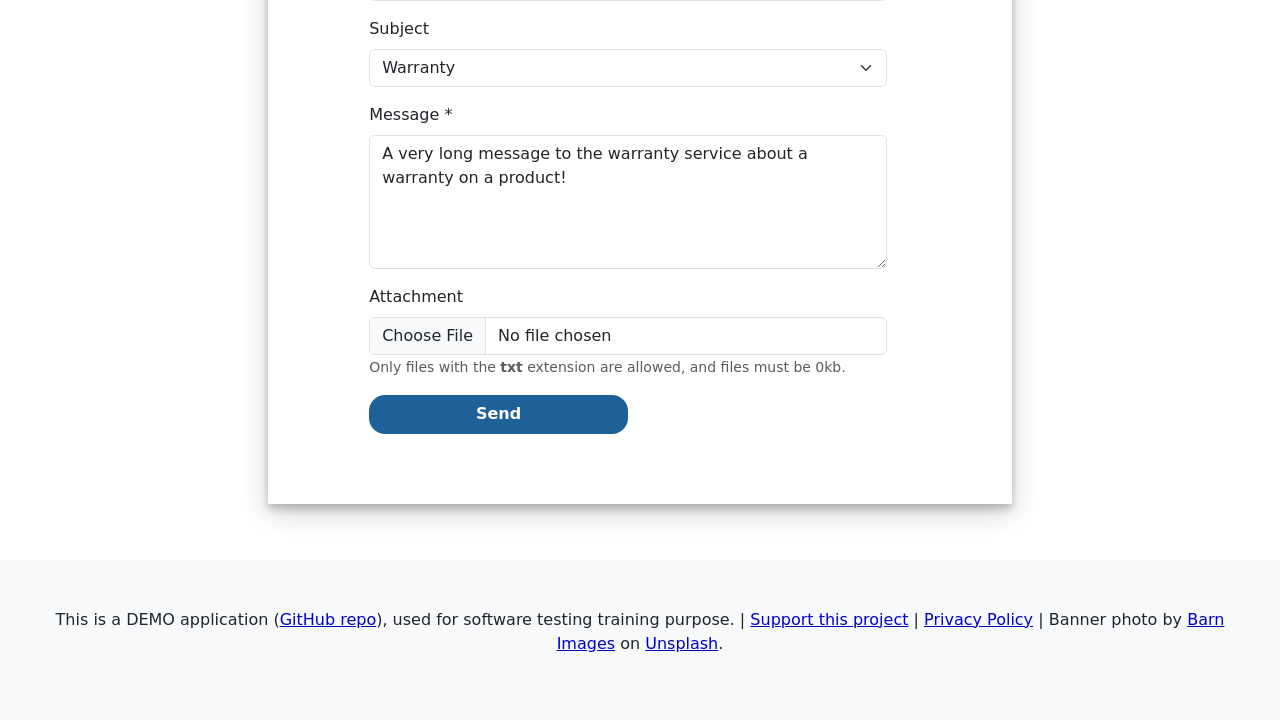 Subject
Warranty
Message *
A very long message to the warranty service about a
warranty on a product!
Attachment
Choose File No file chosen
Only files with the txt extension are allowed, and files must be 0kb.
Send
This is a DEMO application (GitHub repo), used for software testing training purpose. | Support this project | Privacy Policy | Banner photo by Barn
Images on Unsplash.